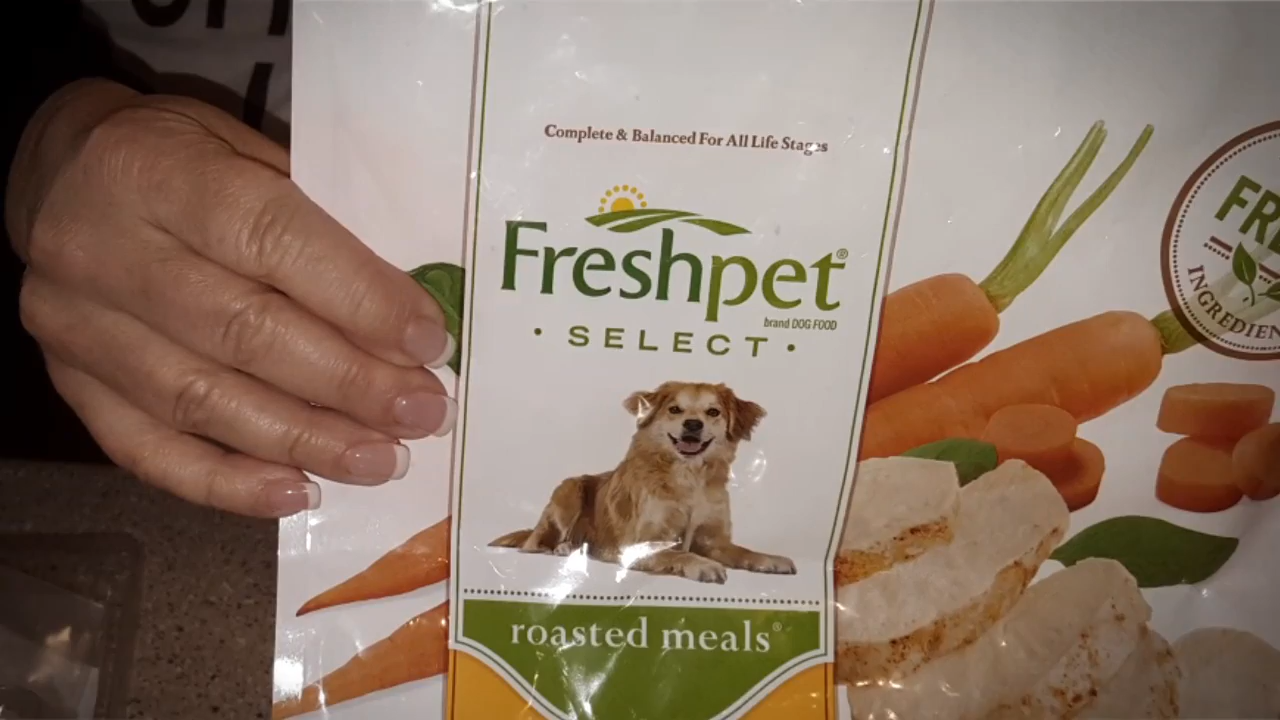 Complete & Balanced For All Life Stages
Freshpet®
brand DOG FOOD
• SELECT •
roasted meals®